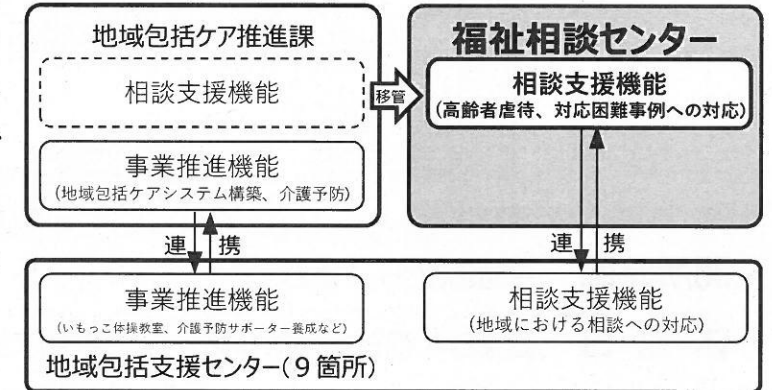 地域包括ケア推進課
相談支援機能
事業推進機能
(地域包括ケアシステム構築、介護予防)
移管
福祉相談センター
相談支援機能
(高齢者虐待、対応困難事例への対応)
連携
連携
事業推進機能
(いもっこ体操教室、介護予防サポーター養成など)
相談支援機能
(地域における相談への対応)
地域包括支援センター(9箇所)